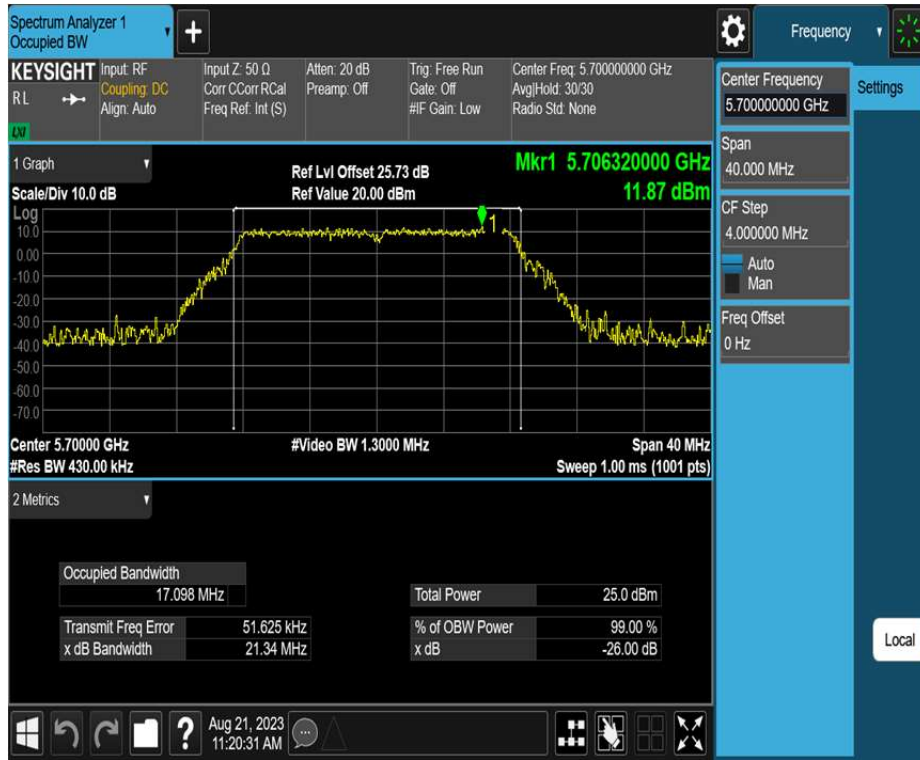 Spectrum Analyzer 1
Occupied BW
+
Frequency
KEYSIGHT
R L
LXI
Input: RF
Coupling: DC
Align: Auto
Input Z: 50 Ω
Corr CCorr RCal
Freq Ref: Int (S)
Atten: 20 dB
Preamp: Off
Trig: Free Run
Gate: Off
#IF Gain: Low
Center Freq: 5.700000000 GHz
Avg|Hold: 30/30
Radio Std: None
Center Frequency
5.700000000 GHz
Settings
Span
40.000 MHz
CF Step
4.000000 MHz
Auto
Man
Freq Offset
0 Hz
1 Graph
Scale/Div 10.0 dB
Ref Lvl Offset 25.73 dB
Ref Value 20.00 dBm
Mkr1 5.706320000 GHz
11.87 dBm
Log
10.0
0.00
-10.0
-20.0
-30.0
-40.0
-50.0
-60.0
-70.0
1
Center 5.70000 GHz
#Video BW 1.3000 MHz
Span 40 MHz
#Res BW 430.00 kHz
Sweep 1.00 ms (1001 pts)
2 Metrics
Occupied Bandwidth
17.098 MHz
Total Power 25.0 dBm
Transmit Freq Error 51.625 kHz
% of OBW Power 99.00 %
x dB Bandwidth 21.34 MHz
x dB -26.00 dB
Local
?
Aug 21, 2023
11:20:31 AM